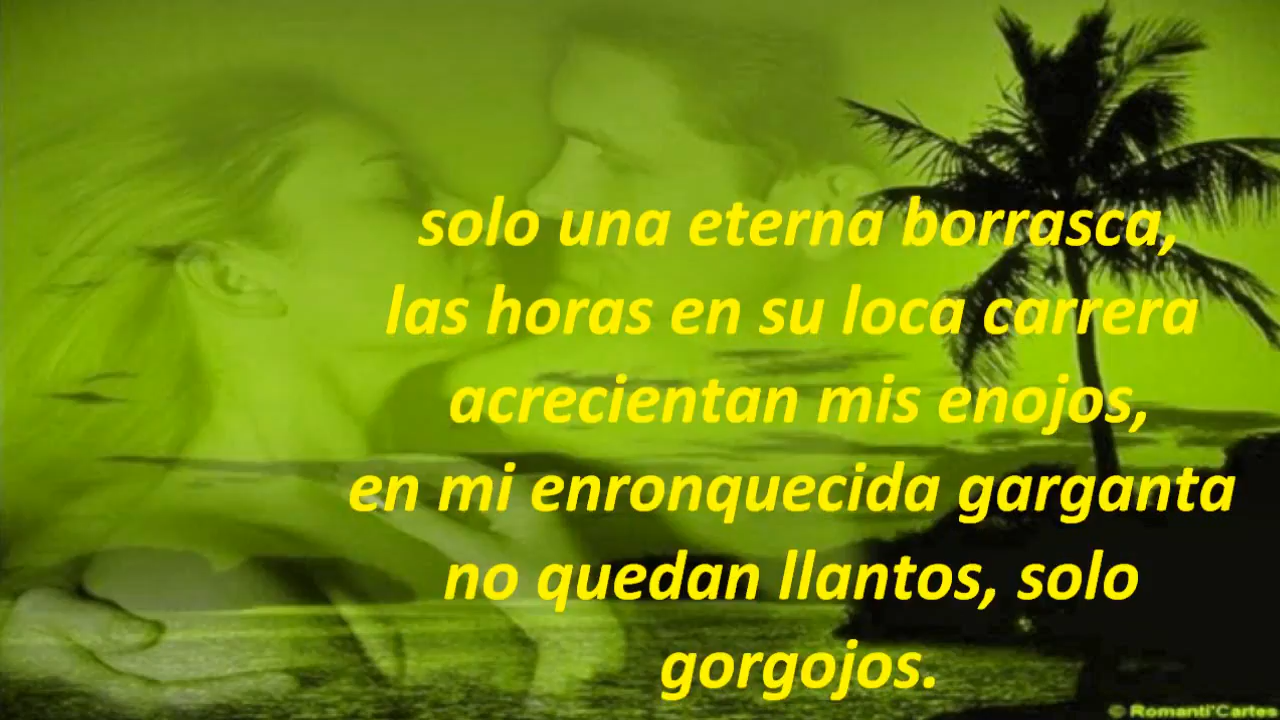 solo una eterna borrasca,
las horas en su loca carrera
acrecientan mis enojos,
en mi enronquecida garganta
no quedan llantos, solo
gorgojos.
© Romanti'Cartes